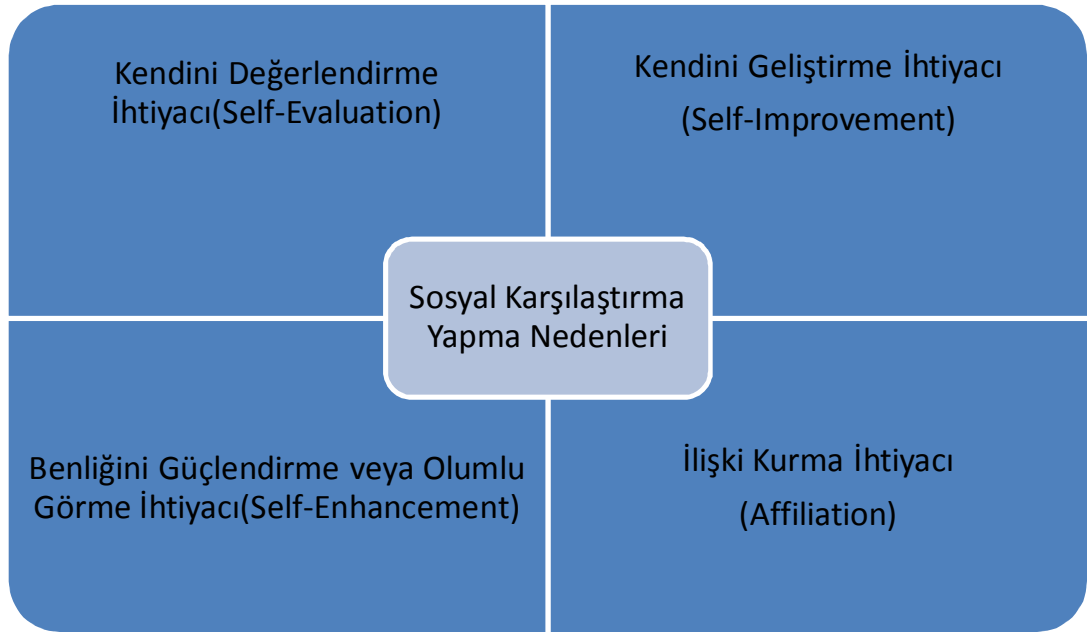 Kendini Değerlendirme
İhtiyacı(Self-Evaluation)
Kendini Geliştirme İhtiyacı
(Self-Improvement)
Sosyal Karşılaştırma
Yapma Nedenleri
Benliğini Güçlendirme veya Olumlu
Görme İhtiyacı(Self-Enhancement)
İlişki Kurma İhtiyacı
(Affiliation)